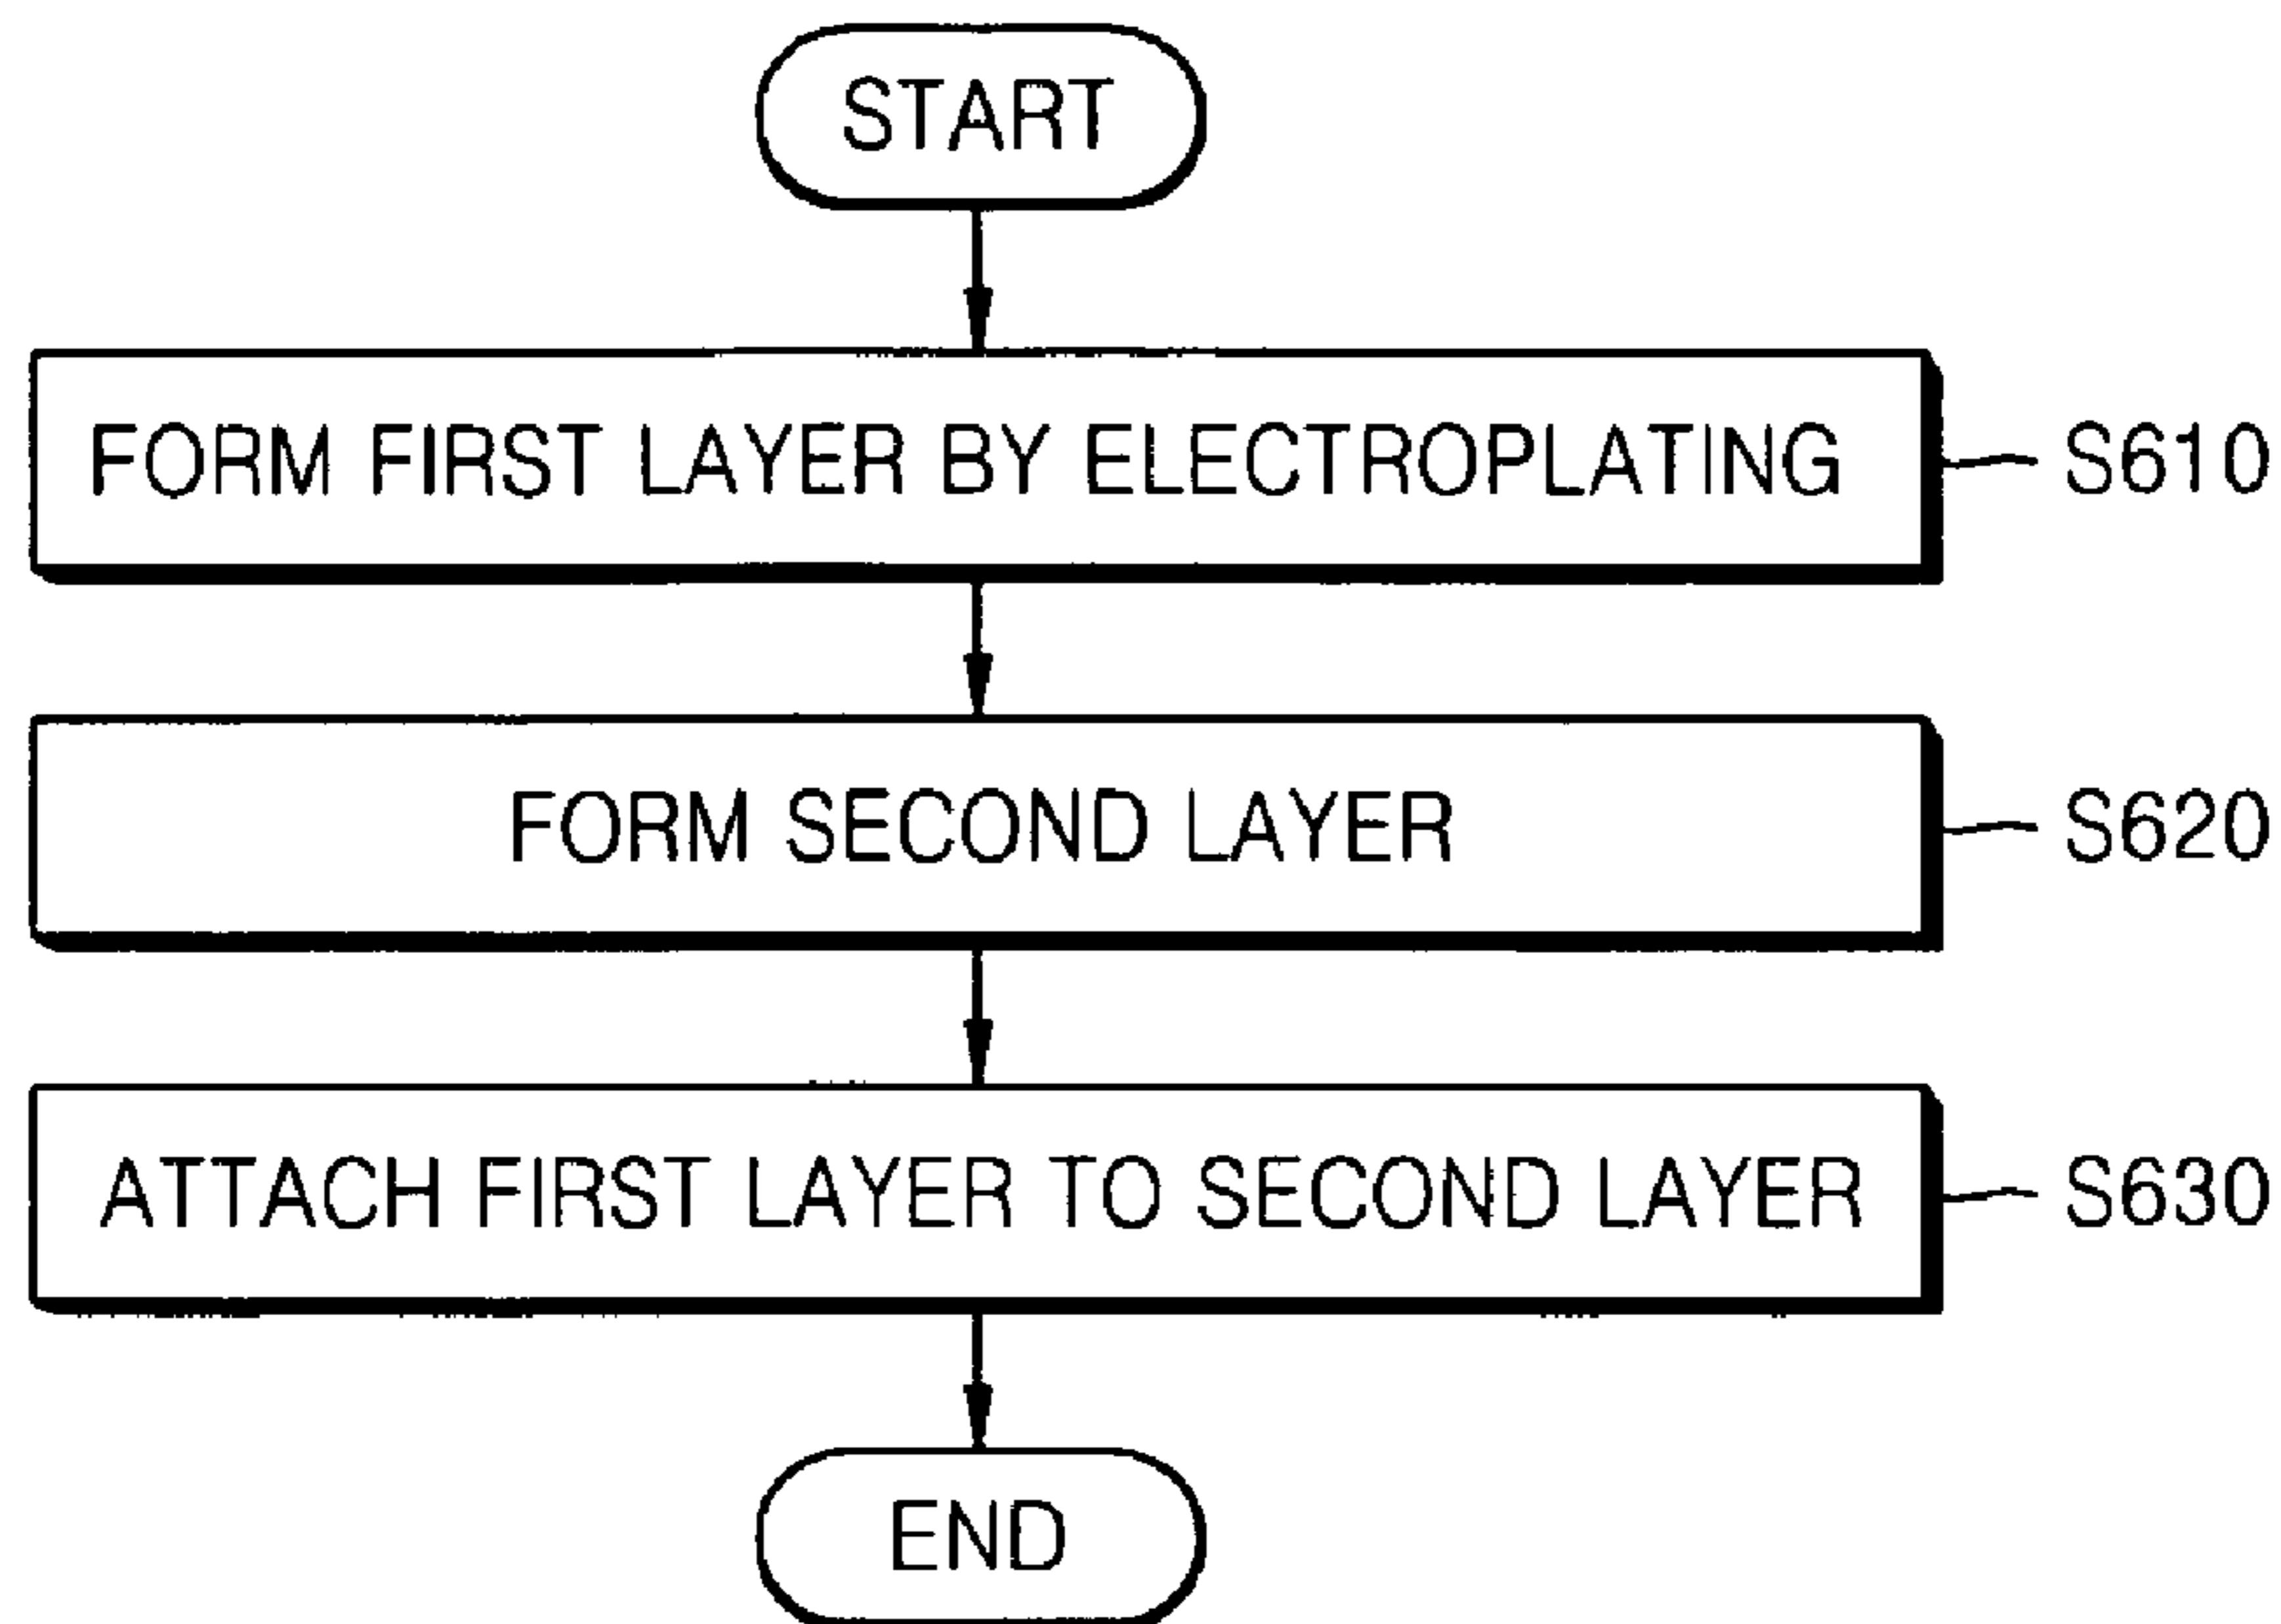 START
FORM FIRST LAYER BY ELECTROPLATING S610
FORM SECOND LAYER S620
ATTACH FIRST LAYER TO SECOND LAYER S630
END